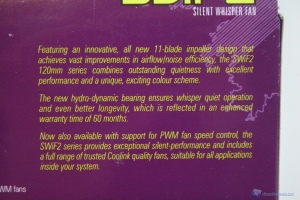 SILENT WHISPER FAN
Featuring an innovative, all new 11-blade impeller design that
achieves vast improvements in airflow/noise efficiency, the SWiF2
120mm series combines outstanding quietness with excellent
performance and a unique, exciting colour scheme.
The new hydro-dynamic bearing ensures whisper quiet operation
and even better longevity, which is reflected in an enhanced
warranty time of 60 months.
Now also available with support for PWM fan speed control, the
SWiF2 series provides exceptional silent-performance and includes
a full range of trusted Coolink quality fans, suitable for all applications
inside your system.
WM fans